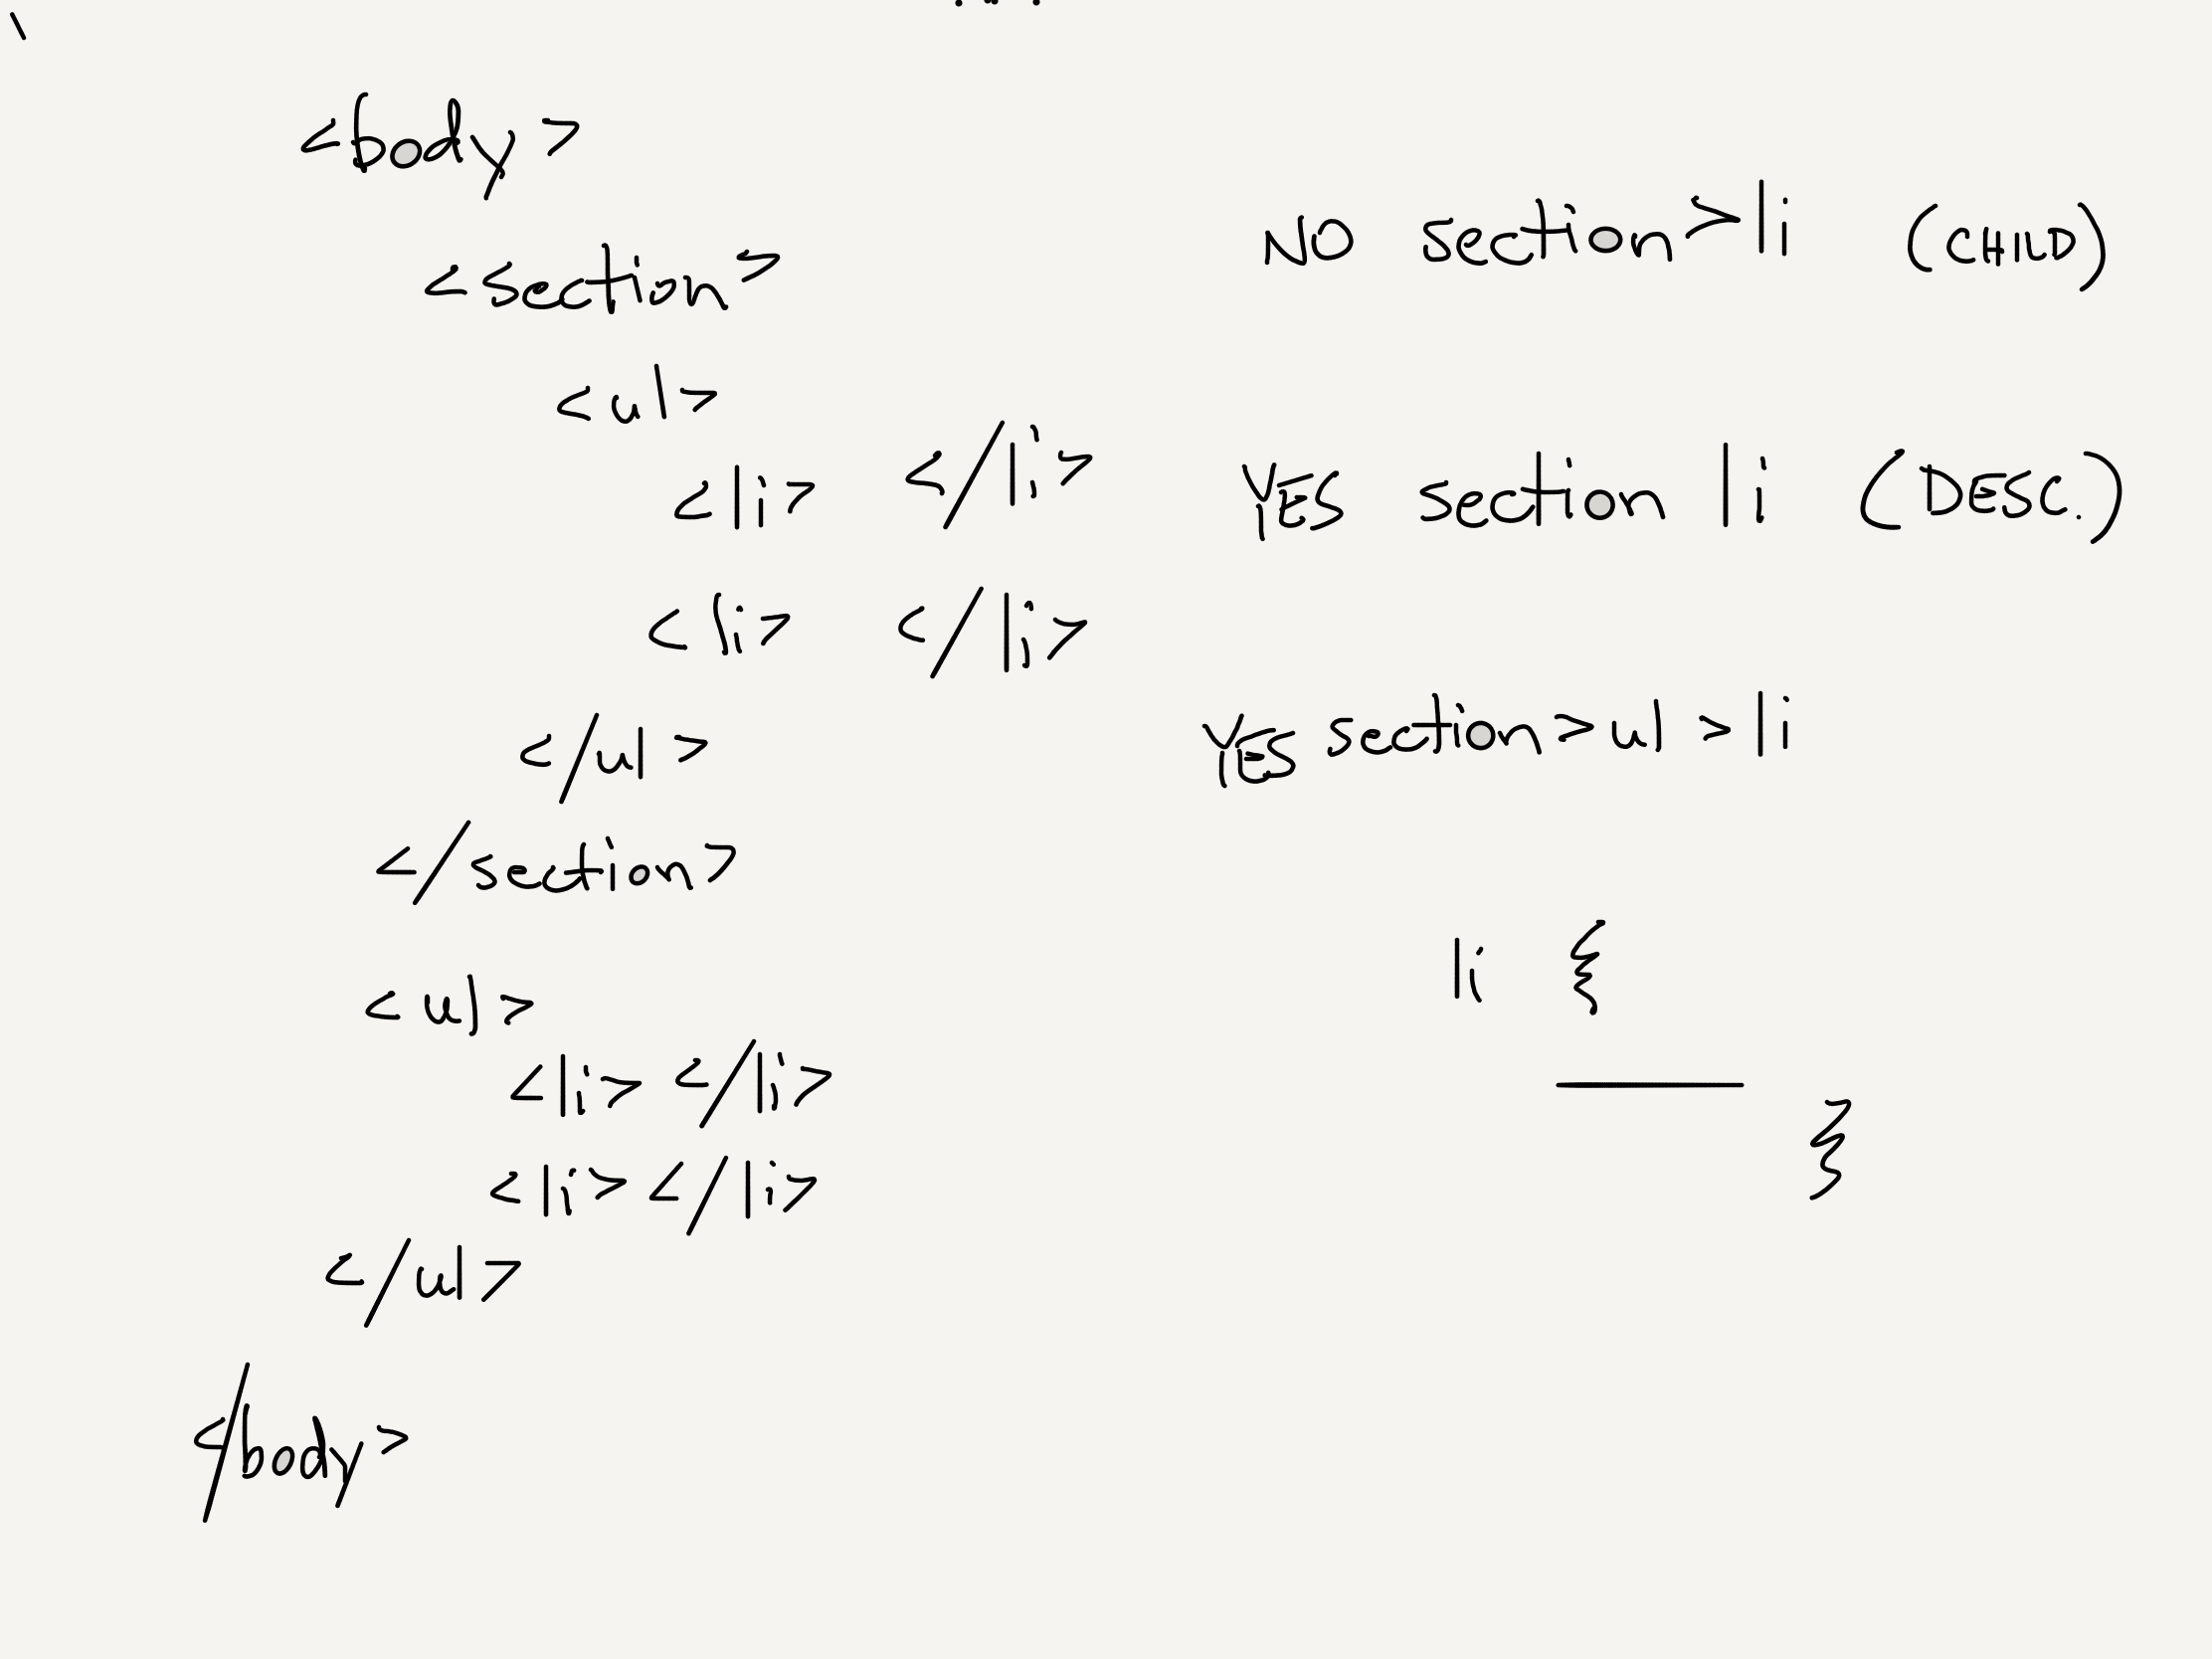 <body>
<section>
<ul>
<li> </li>
<li> </li>
</ul>
</section>
<ul>
<li> </li>
<li> </li>
</ul>
</body>
NO section>li (CHILD)
YES section li (DESC.)
YES section>ul >li
li {
}